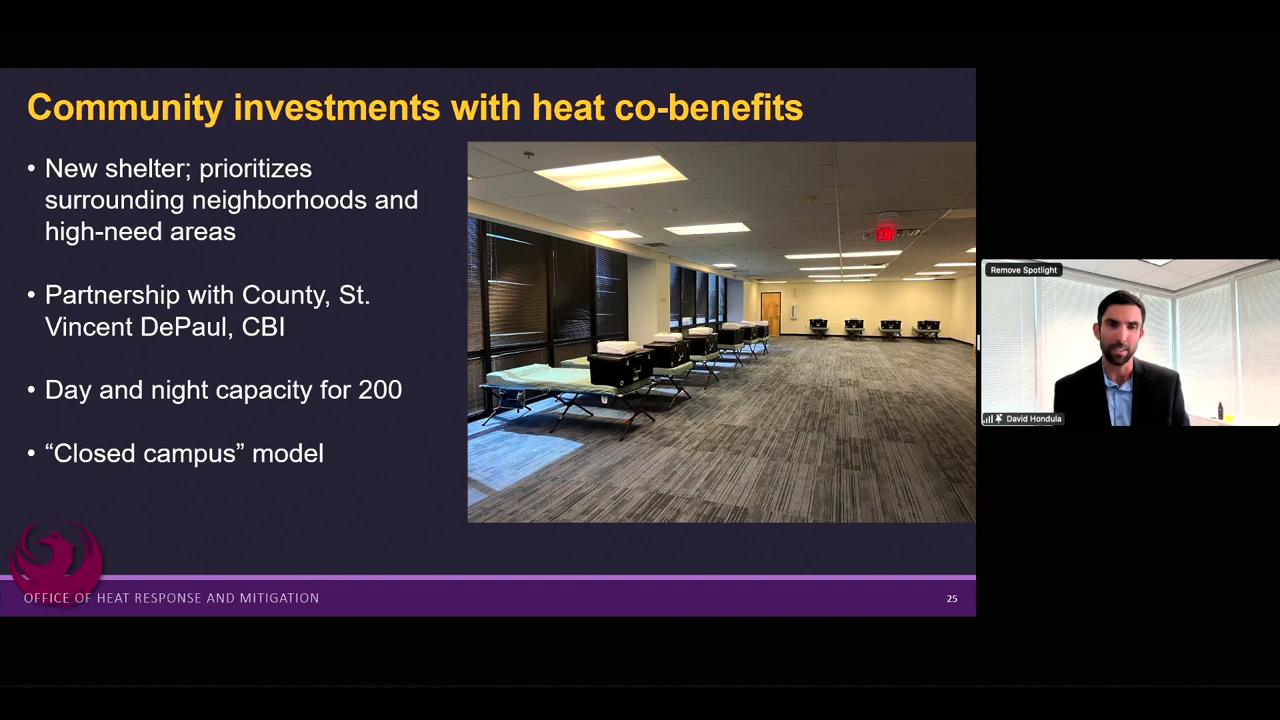 Community investments with heat co-benefits
• New shelter; prioritizes
surrounding neighborhoods and
high-need areas
• Partnership with County, St.
Vincent DePaul, CBI
• Day and night capacity for 200
• “Closed campus” model
EXIT
OFFICE OF HEAT RESPONSE AND MITIGATION
25
Remove Spotlight
David Hondula